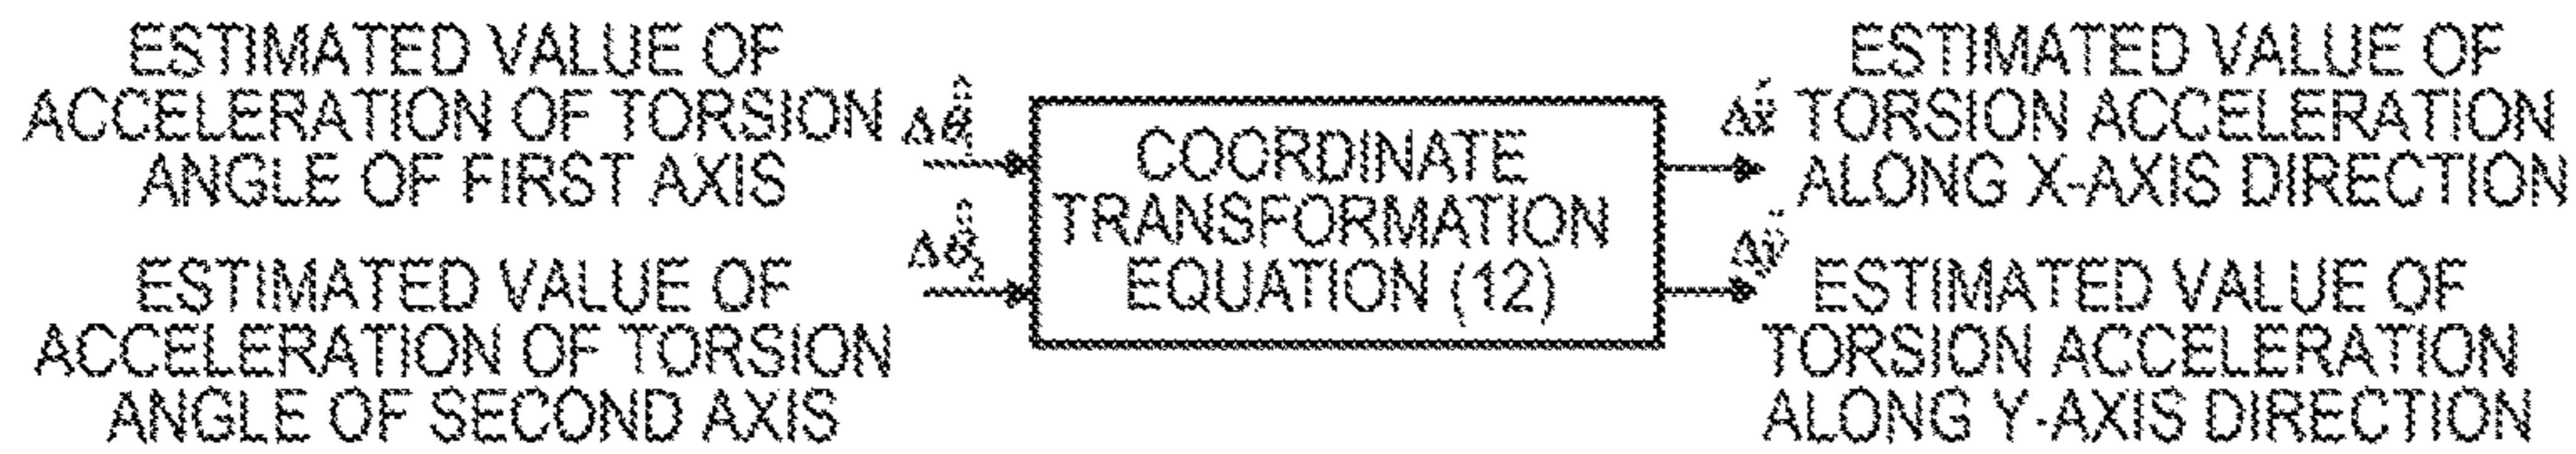 ESTIMATED VALUE OF
ACCELERATION OF TORSION
ANGLE OF FIRST AXIS
ESTIMATED VALUE OF
ACCELERATION OF TORSION
ANGLE OF SECOND AXIS
COORDINATE
TRANSFORMATION
EQUATION (12)
ESTIMATED VALUE OF
TORSION ACCELERATION
ALONG X-AXIS DIRECTION
ESTIMATED VALUE OF
TORSION ACCELERATION
ALONG Y-AXIS DIRECTION